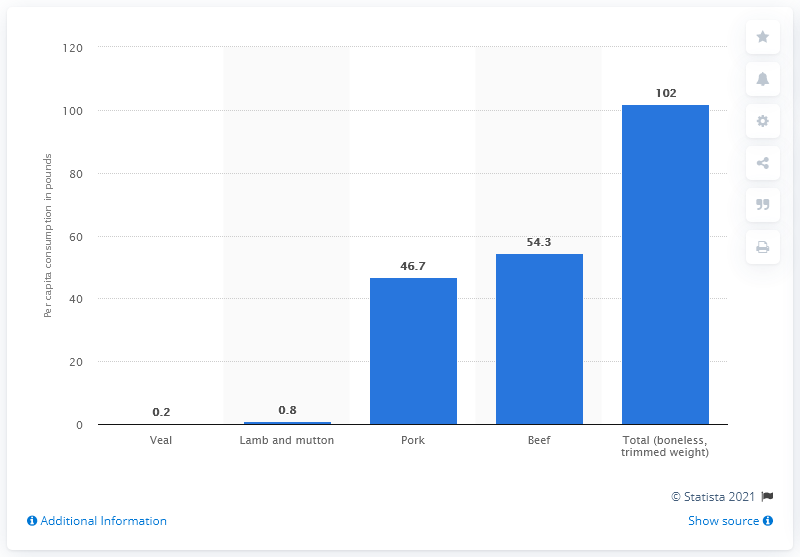 120
100
80
60
40
20
0
Per capita consumption in pounds
0.2
0.8
46.7
54.3
102
Veal
Lamb and mutton
Pork
Beef
Total (boneless,
trimmed weight)
© Statista 2021
Additional Information
Show source